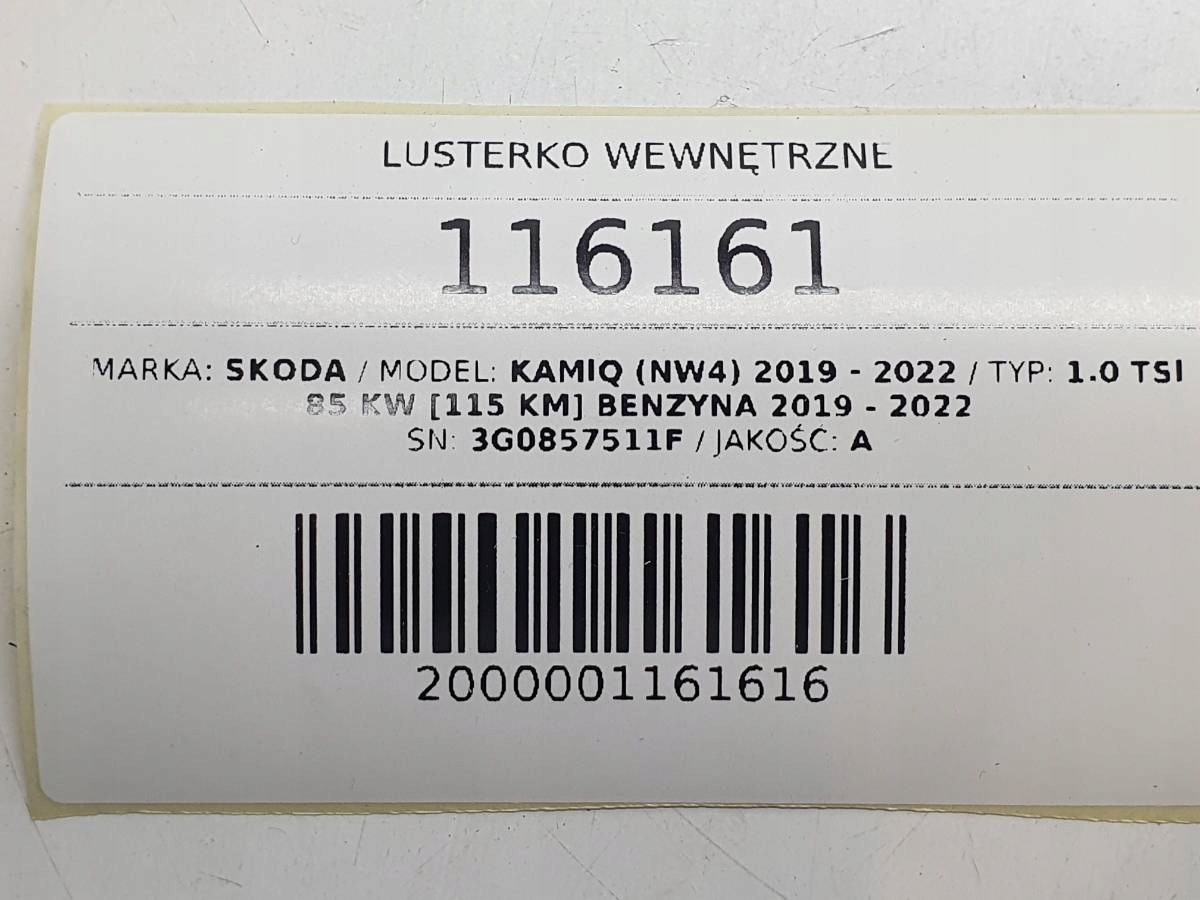 LUSTERKO WEWNĘTRZNE
116161
MARKA: SKODA / MODEL: KAMIQ (NW4) 2019 - 2022 / TYP: 1.0 TSI
85 KW [115 KM] BENZYNA 2019 - 2022
SN: 3G0857511F / JAKOŚĆ: A
2000001161616